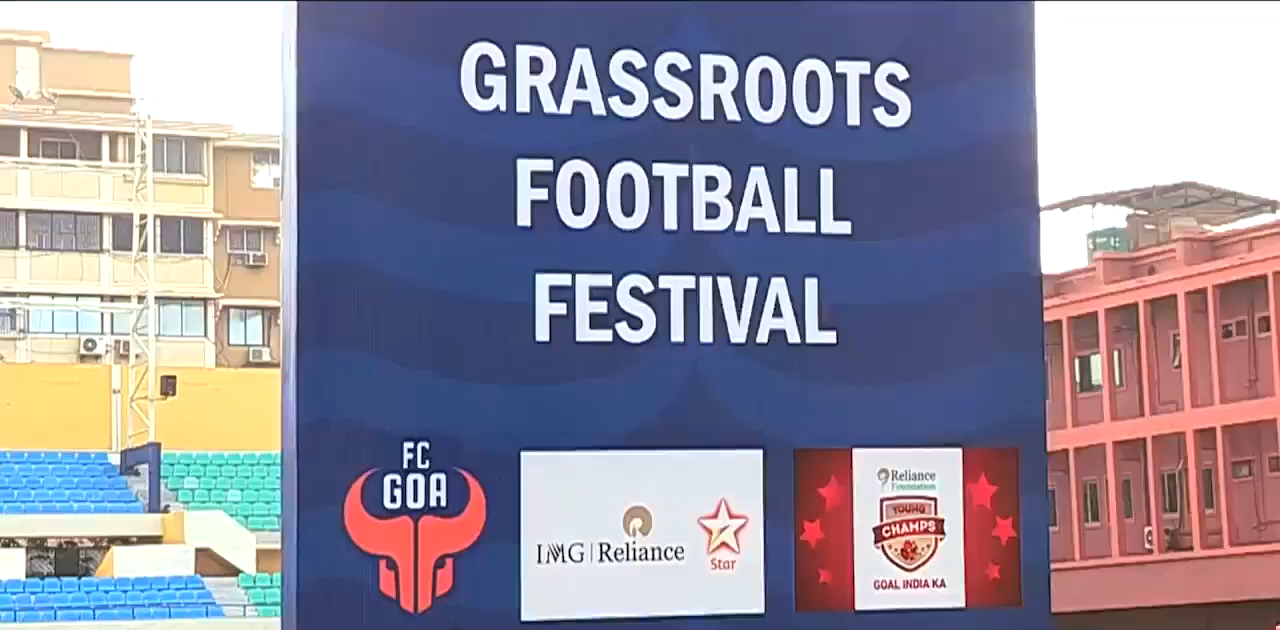 GRASSROOTS
FOOTBALL
FESTIVAL
FC
GOA
IMG | Reliance
Star
Reliance
Foundation
YOUNG
CHAMPS
GOAL INDIA KA